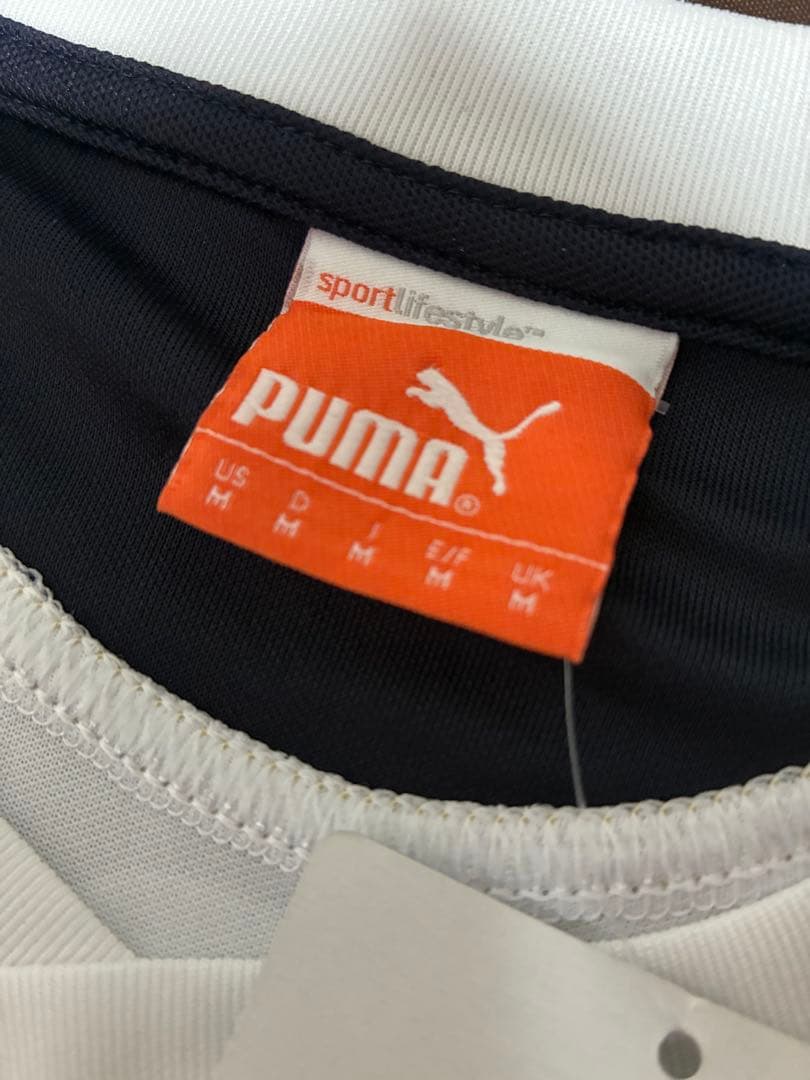 sportlifestyle™
PUMA®
US D I E/F UK
M M M M M